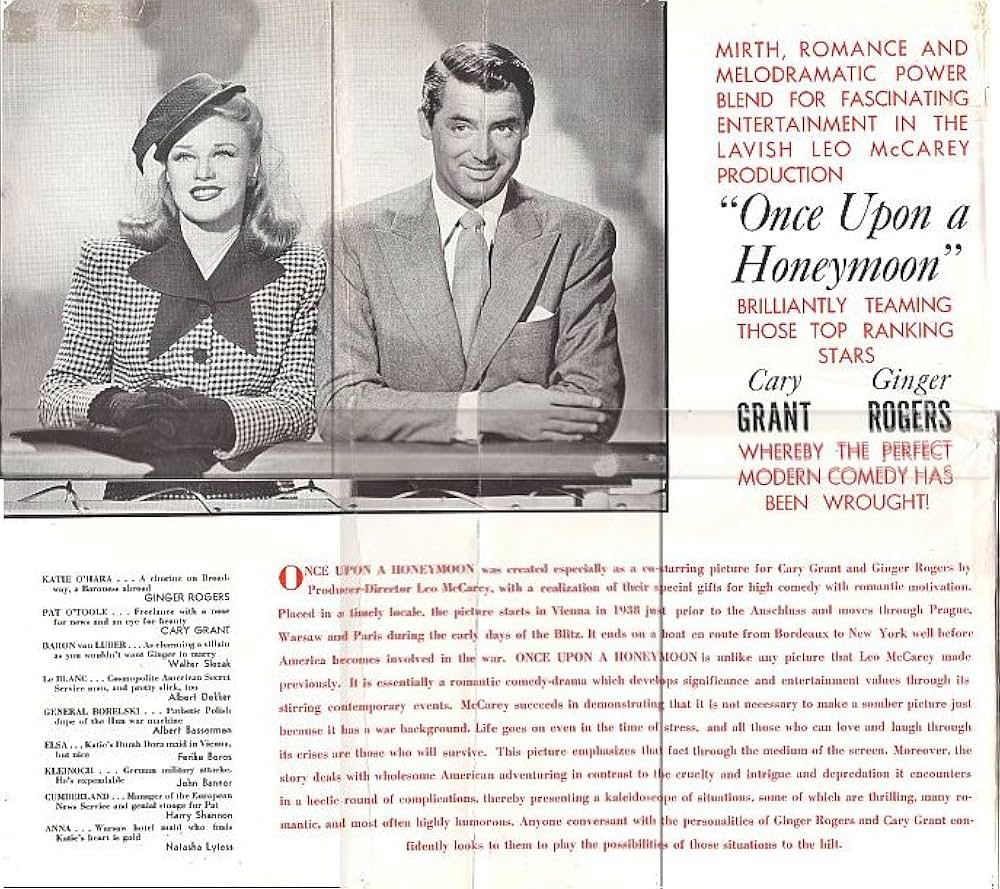 MIRTH, ROMANCE AND
MELODRAMATIC POWER
BLEND FOR FASCINATING
ENTERTAINMENT IN THE
LAVISH LEO McCAREY
PRODUCTION
“Once Upon a
Honeymoon”
BRILLIANTLY TEAMING
THOSE TOP RANKING
STARS
Cary Ginger
GRANT ROGERS
WHEREBY THE PERFECT
MODERN COMEDY HAS
BEEN WROUGHT!
KATIE O'HARA . . . A chorine on Broad-
way, a Baroness abroad
GINGER ROGERS
PAT O'TOOLE . . . Freelance with a nose
for news and an eye for beauty
CARY GRANT
BARON van LUBER . . . As charming a villain
as you wouldn't want Ginger to marry
Walter Slezak
Le BLANC . . . Cosmopolite American Secret
Service man, and pretty slick, too
Albert Dekker
GENERAL BORELSKI . . . Pathetic Polish
dupe of the Hun war machine
Albert Basserman
ELSA . . . Katie's Dumb Dora maid in Vienna,
but nice
Ferike Boros
KLEINOCH . . . German military attache.
He's expendable
John Banner
CUMBERLAND . . . Manager of the European
News Service and genial stooge for Pat
Harry Shannon
ANNA . . . Warsaw hotel maid who finds
Katie's heart is gold
Natasha Lytess
ONCE UPON A HONEYMOON was created especially as a co-starring picture for Cary Grant and Ginger Rogers by
Producer-Director Leo McCarey, with a realization of their special gifts for high comedy with romantic motivation.
Placed in a timely locale, the picture starts in Vienna in 1938 just prior to the Anschluss and moves through Prague,
Warsaw and Paris during the early days of the Blitz. It ends on a boat en route from Bordeaux to New York well before
America becomes involved in the war. ONCE UPON A HONEYMOON is unlike any picture that Leo McCarey made
previously. It is essentially a romantic comedy-drama which develops significance and entertainment values through its
stirring contemporary events. McCarey succeeds in demonstrating that it is not necessary to make a somber picture just
because it has a war background. Life goes on even in the time of stress, and all those who can love and laugh through
its crises are those who will survive. This picture emphasizes that fact through the medium of the screen. Moreover, the
story deals with wholesome American adventuring in contrast to the cruelty and intrigue and depredation it encounters
in a hectic round of complications, thereby presenting a kaleidoscope of situations, some of which are thrilling, many ro-
mantic, and most often highly humorous. Anyone conversant with the personalities of Ginger Rogers and Cary Grant con-
fidently looks to them to play the possibilities of those situations to the hilt.